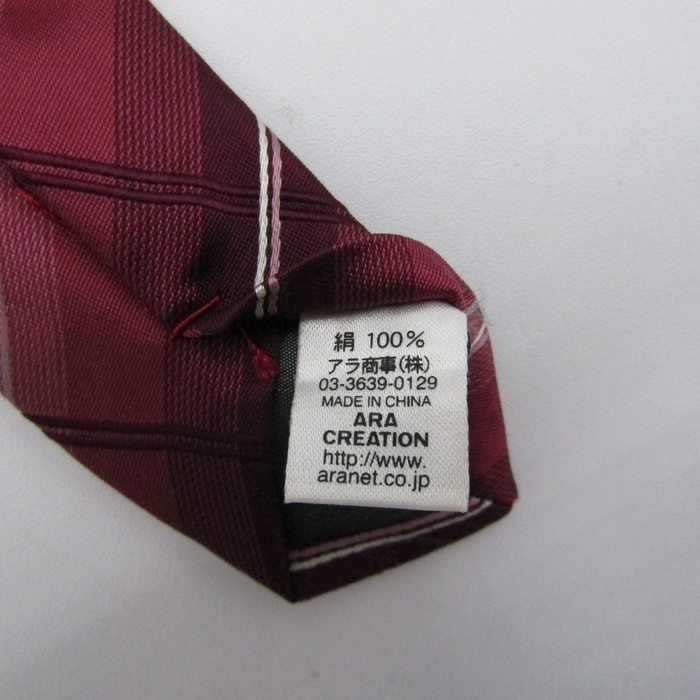 絹 100%
アラ商事(株)
03-3639-0129
MADE IN CHINA
ARA
CREATION
http://www.
aranet.co.jp